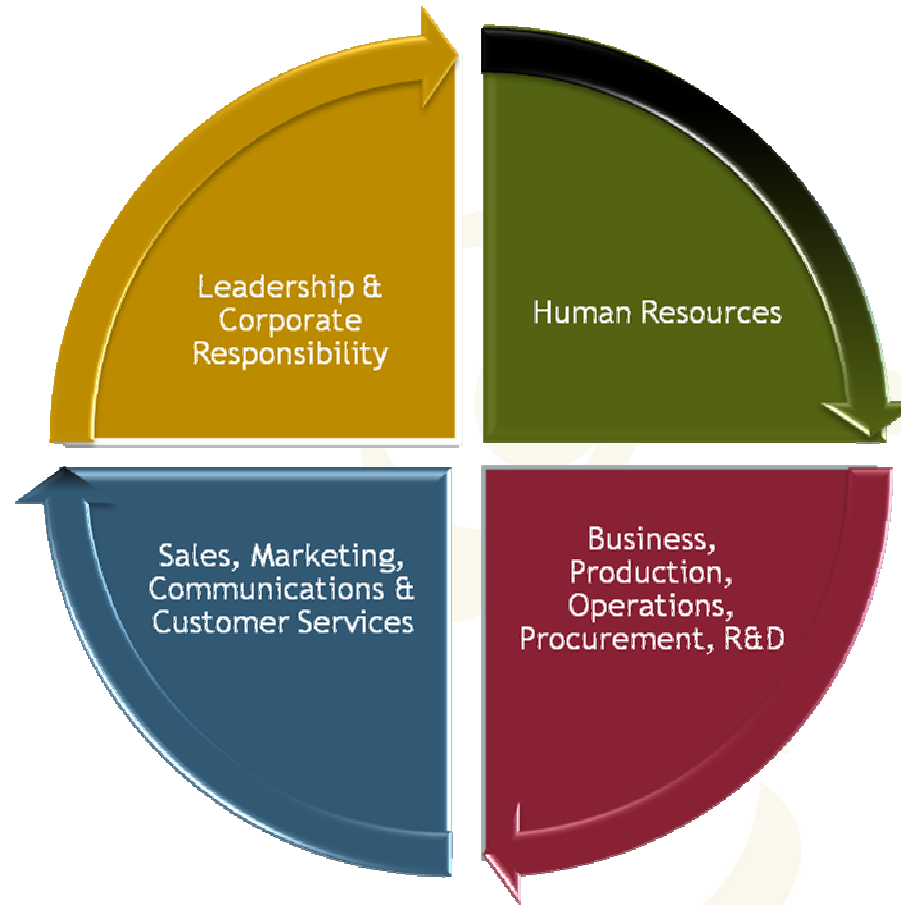 Leadership &
Corporate
Responsibility
Human Resources
Sales, Marketing,
Communications &
Customer Services
Business,
Production,
Operations,
Procurement, R&D